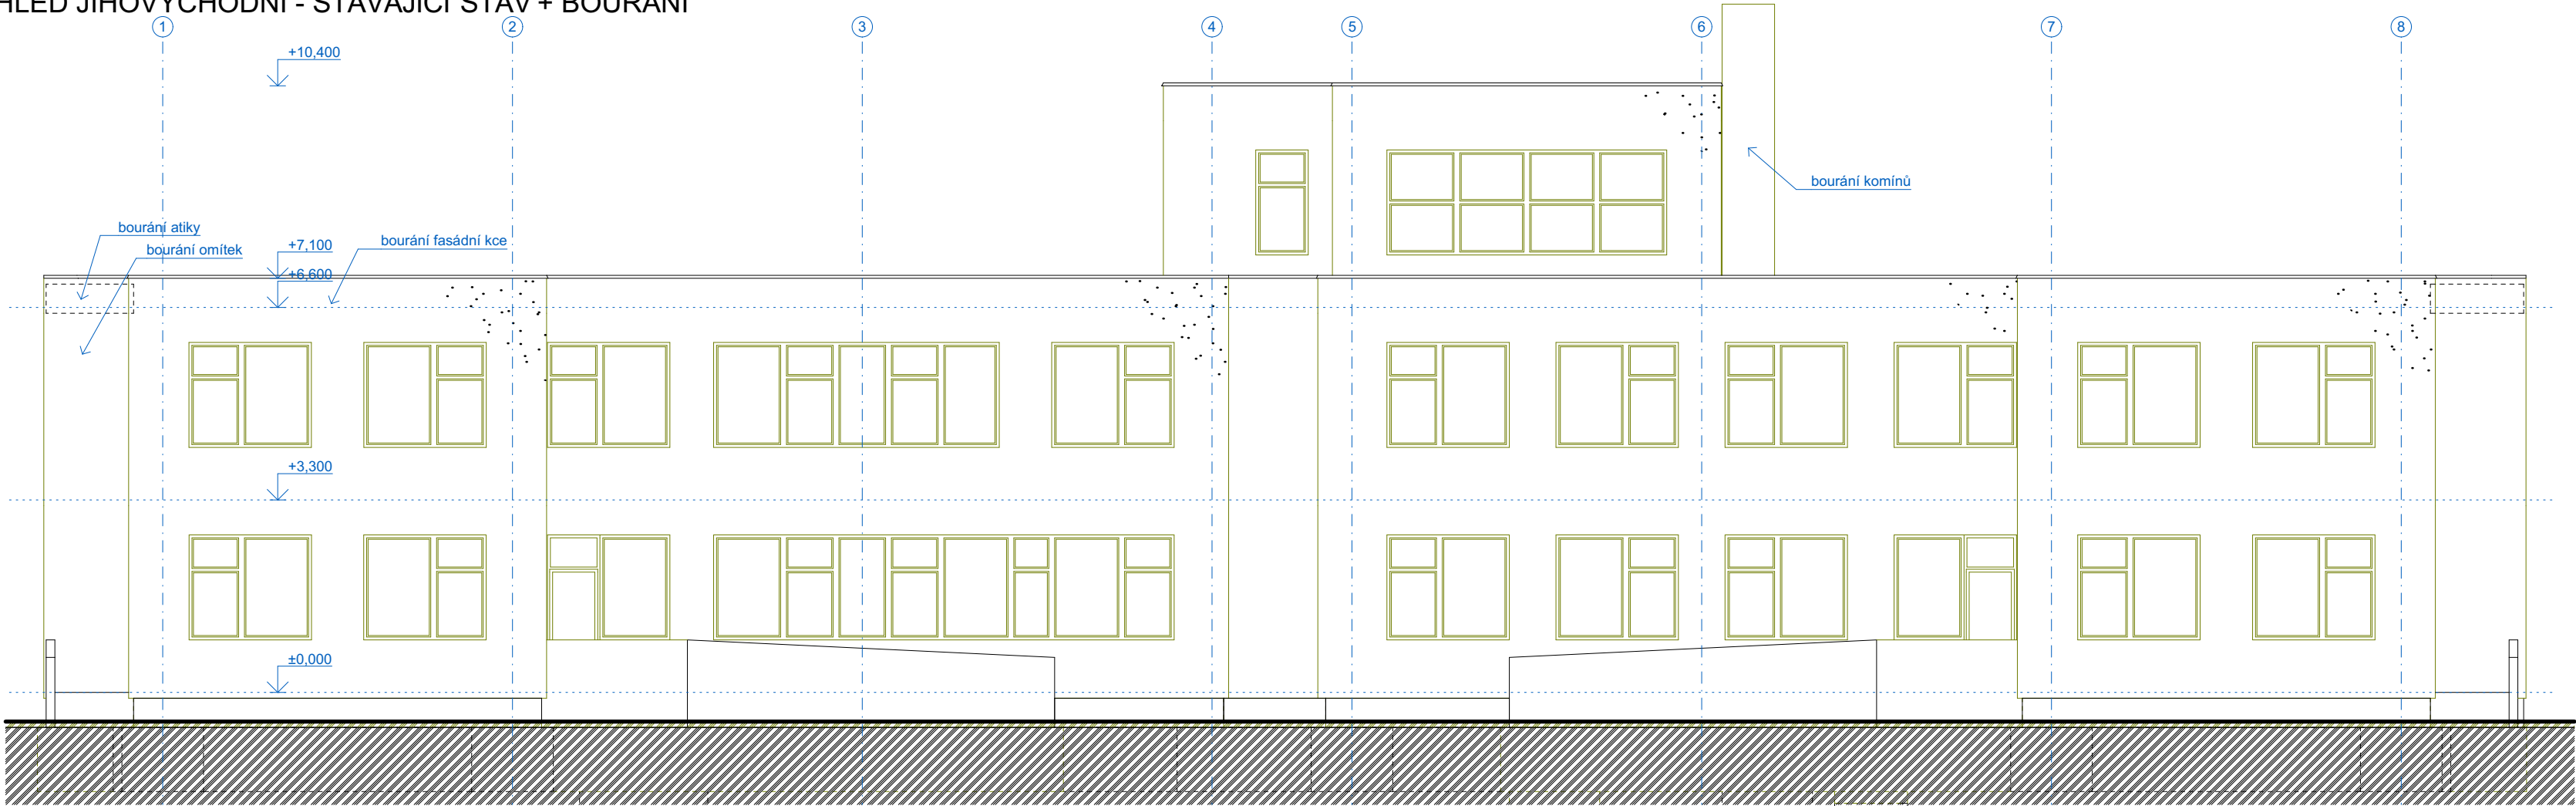 HLED JIHOVÝCHODNÍ - STÁVAJÍCÍ STAV + BOURÁNÍ
1 2 3 4 5 6 7 8
+10,400
bourání komínů
bourání atiky
bourání omítek
+7,100
bourání fasádní kce
+6,600
+3,300
±0,000